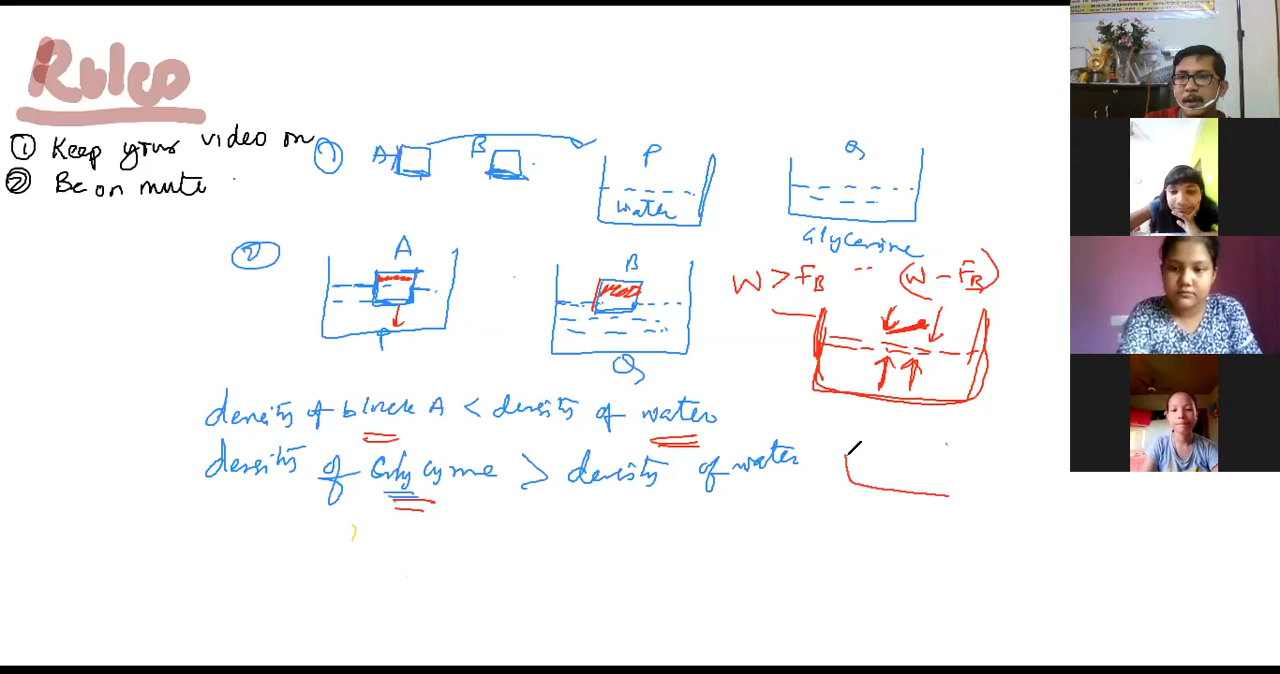 Rules
① Keep your video on
② Be on mute
① A B P Q
water
Glycerine
② A B
W > FB (W - FB)
P Q
density of block A < density of water
density of Glycyrne > density of water